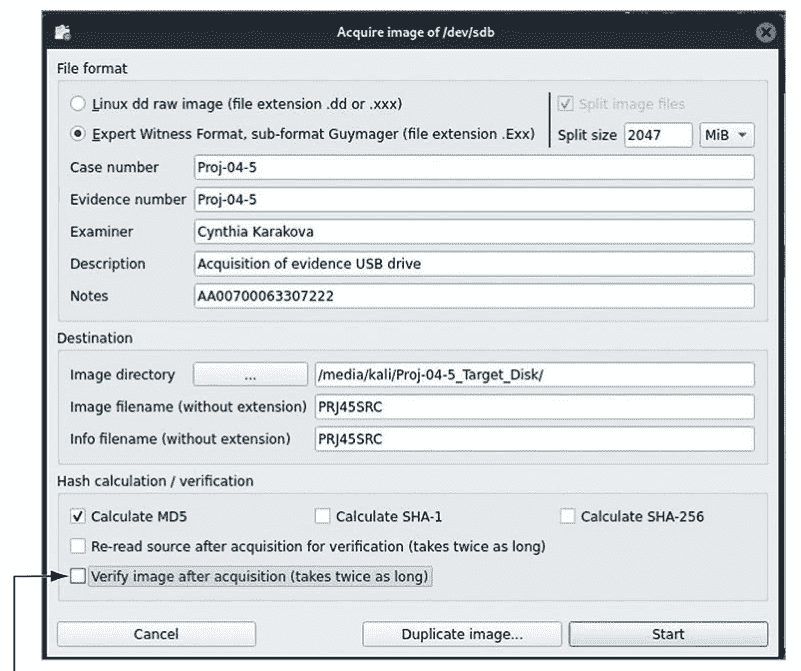 Acquire image of /dev/sdb
File format
Linux dd raw image (file extension .dd or .xxx)
Split image files
Expert Witness Format, sub-format Guymager (file extension .Exx)
Split size 2047 MiB
Case number Proj-04-5
Evidence number Proj-04-5
Examiner Cynthia Karakova
Description Acquisition of evidence USB drive
Notes AA00700063307222
Destination
Image directory ... /media/kali/Proj-04-5_Target_Disk/
Image filename (without extension) PRJ45SRC
Info filename (without extension) PRJ45SRC
Hash calculation / verification
Calculate MD5 Calculate SHA-1 Calculate SHA-256
Re-read source after acquisition for verification (takes twice as long)
Verify image after acquisition (takes twice as long)
Cancel Duplicate image... Start